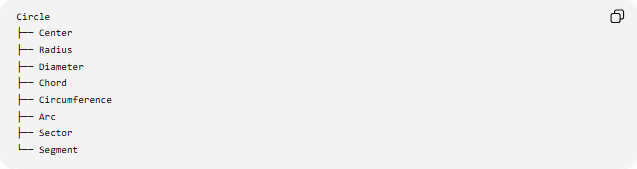 Circle
├── Center
├── Radius
├── Diameter
├── Chord
├── Circumference
├── Arc
├── Sector
└── Segment